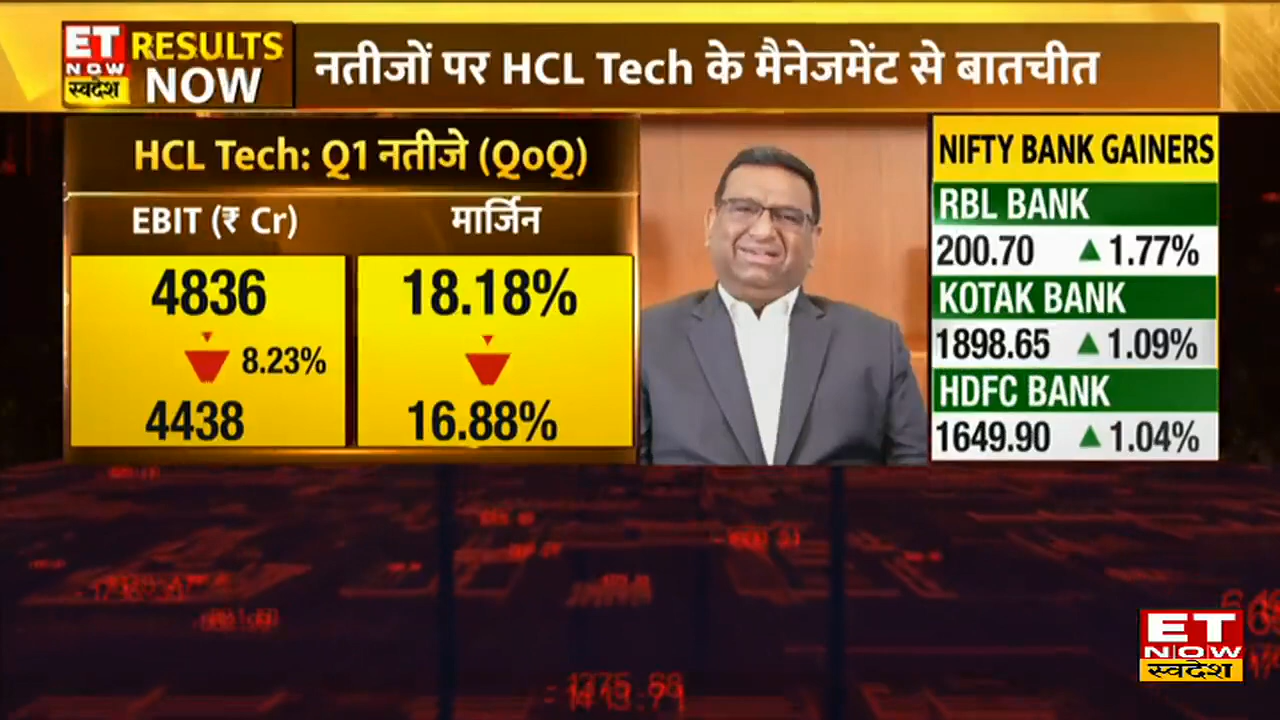 ET
NOW
स्वदेश
RESULTS
NOW
नतीजों पर HCL Tech के मैनेजमेंट से बातचीत
HCL Tech: Q1 नतीजे (QoQ)
EBIT (₹ Cr)
मार्जिन
4836
18.18%
8.23%
4438
16.88%
NIFTY BANK GAINERS
RBL BANK
200.70 ▲ 1.77%
KOTAK BANK
1898.65 ▲ 1.09%
HDFC BANK
1649.90 ▲ 1.04%
ET
NOW
स्वदेश